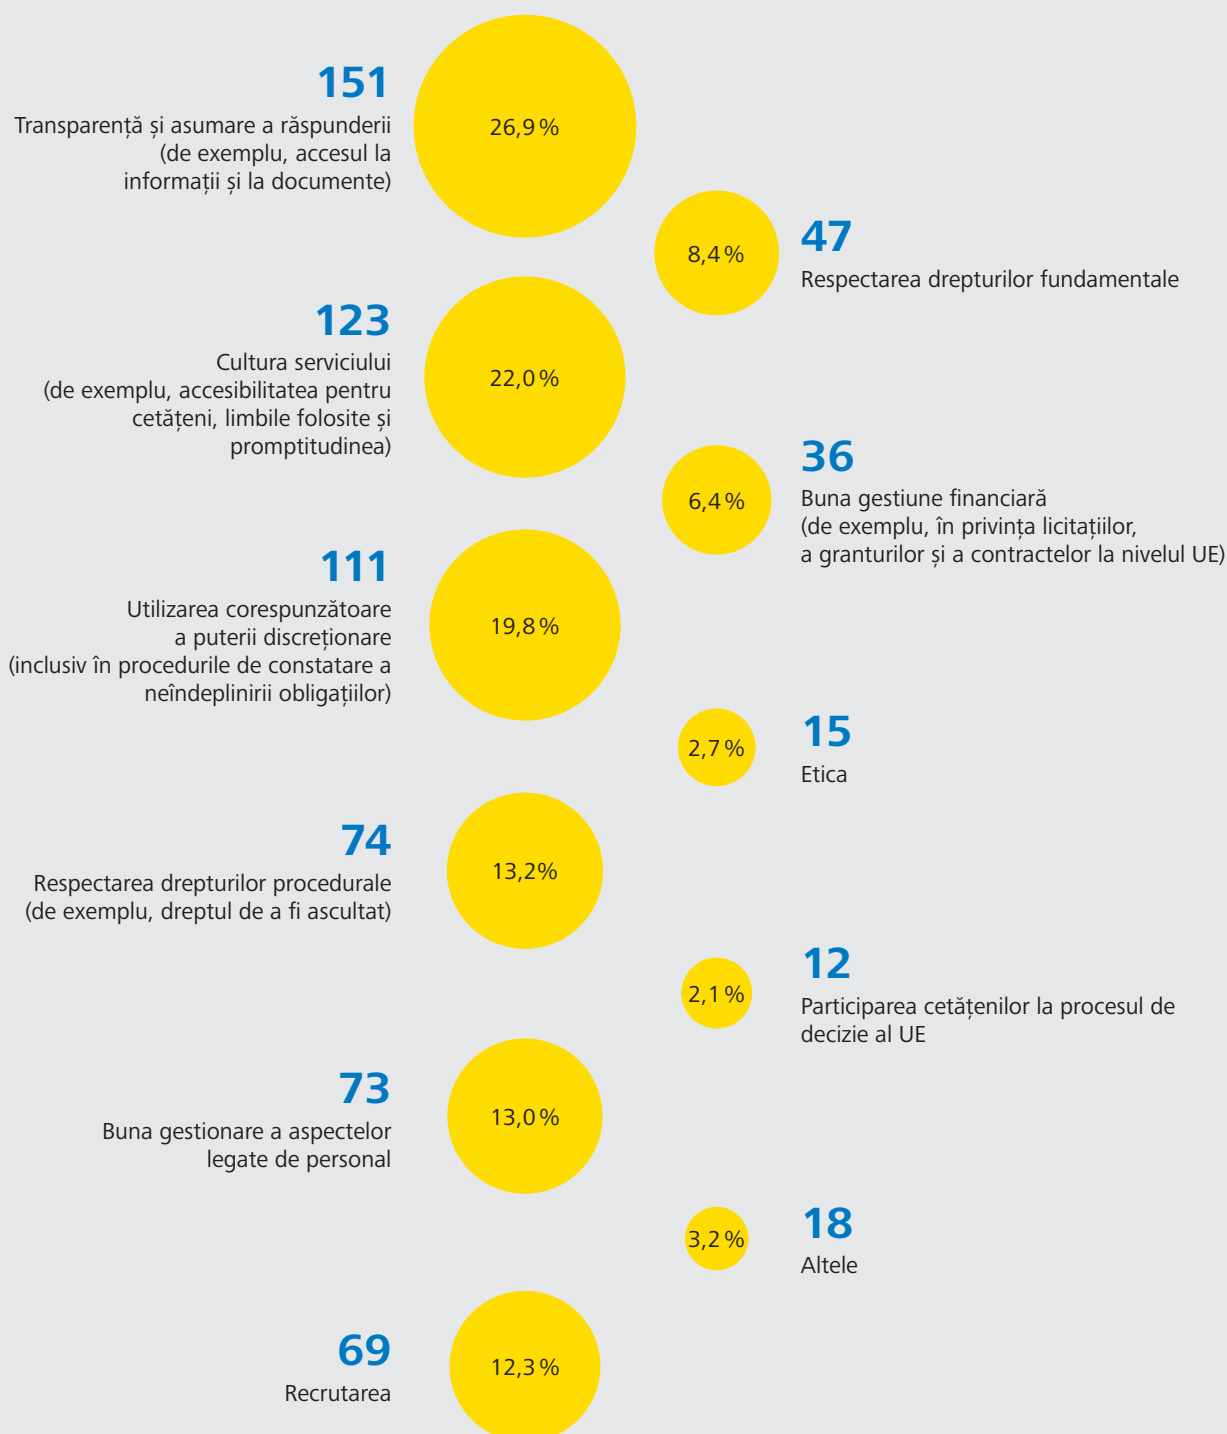 151
Transparență și asumare a răspunderii
(de exemplu, accesul la
informații și la documente)
26,9 %
8,4 %
47
Respectarea drepturilor fundamentale
123
Cultura serviciului
(de exemplu, accesibilitatea pentru
cetățeni, limbile folosite și
promptitudinea)
22,0 %
6,4 %
36
Buna gestiune financiară
(de exemplu, în privința licitațiilor,
a granturilor și a contractelor la nivelul UE)
111
Utilizarea corespunzătoare
a puterii discreționare
(inclusiv în procedurile de constatare a
neîndeplinirii obligațiilor)
19,8 %
2,7 %
15
Etica
74
Respectarea drepturilor procedurale
(de exemplu, dreptul de a fi ascultat)
13,2%
2,1 %
12
Participarea cetățenilor la procesul de
decizie al UE
73
Buna gestionare a aspectelor
legate de personal
13,0 %
3,2 %
18
Altele
69
Recrutarea
12,3 %